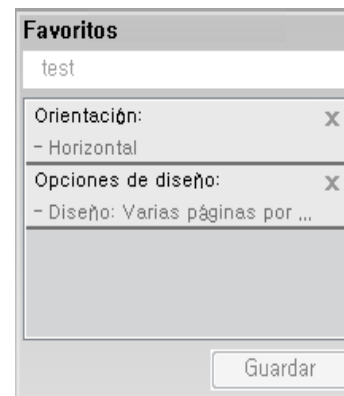 Favoritos
test
Orientación: x
- Horizontal
Opciones de diseño: x
- Diseño: Varias páginas por ...
Guardar